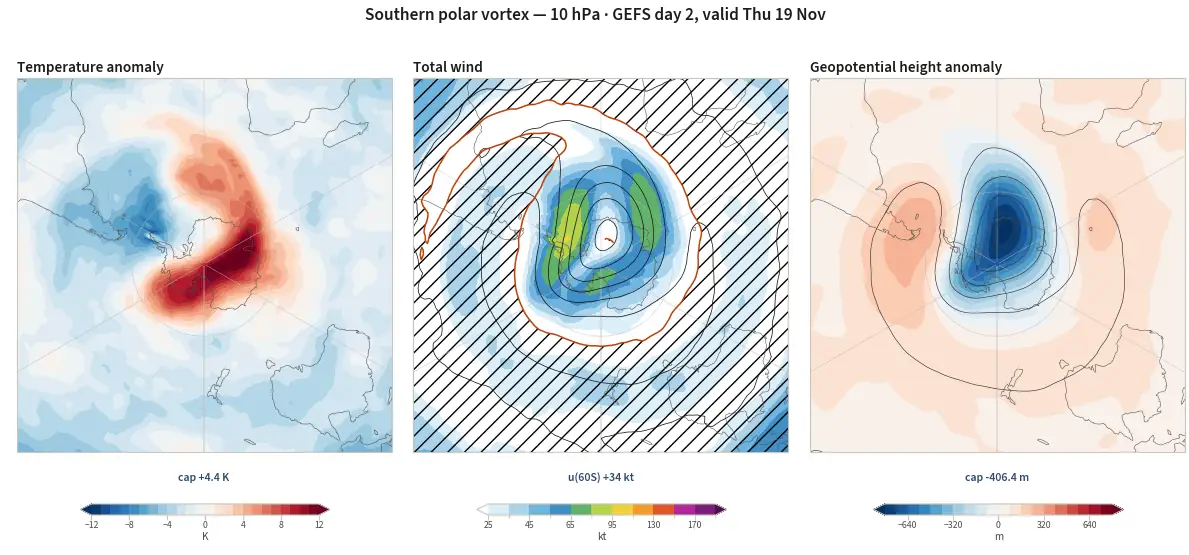 Southern polar vortex — 10 hPa · GEFS day 2, valid Thu 19 Nov
Temperature anomaly
Total wind
Geopotential height anomaly
cap +4.4 K
u(60S) +34 kt
cap -406.4 m
−12 −8 −4 0 4 8 12
K
25 45 65 95 130 170
kt
−640 −320 0 320 640
m